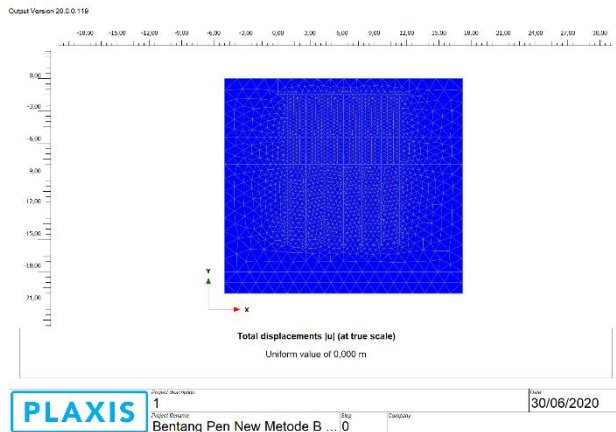 Output Version 20.0.0.119
-18,00 -15,00 -12,00 -9,00 -6,00 -3,00 0,00 3,00 6,00 9,00 12,00 15,00 18,00 21,00 24,00 27,00 30,00
0,00
-3,00
-6,00
-9,00
-12,00
-15,00
-18,00
-21,00
Y
X
Total displacements |u| (at true scale)
Uniform value of 0,000 m
PLAXIS
Project description
1
Date
30/06/2020
Project filename
Bentang Pen New Metode B ...
Step
0
Company